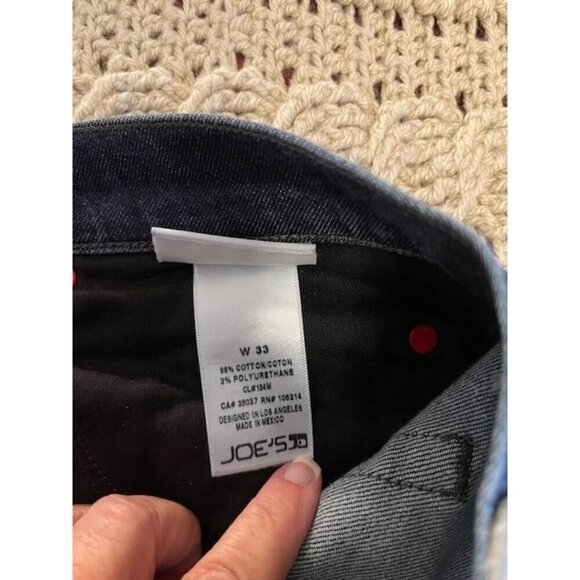 W 33
98% COTTON/COTON
2% POLYURETHANE
CL#184M
CA# 35037 RN# 106214
DESIGNED IN LOS ANGELES
MADE IN MEXICO
JOE'S